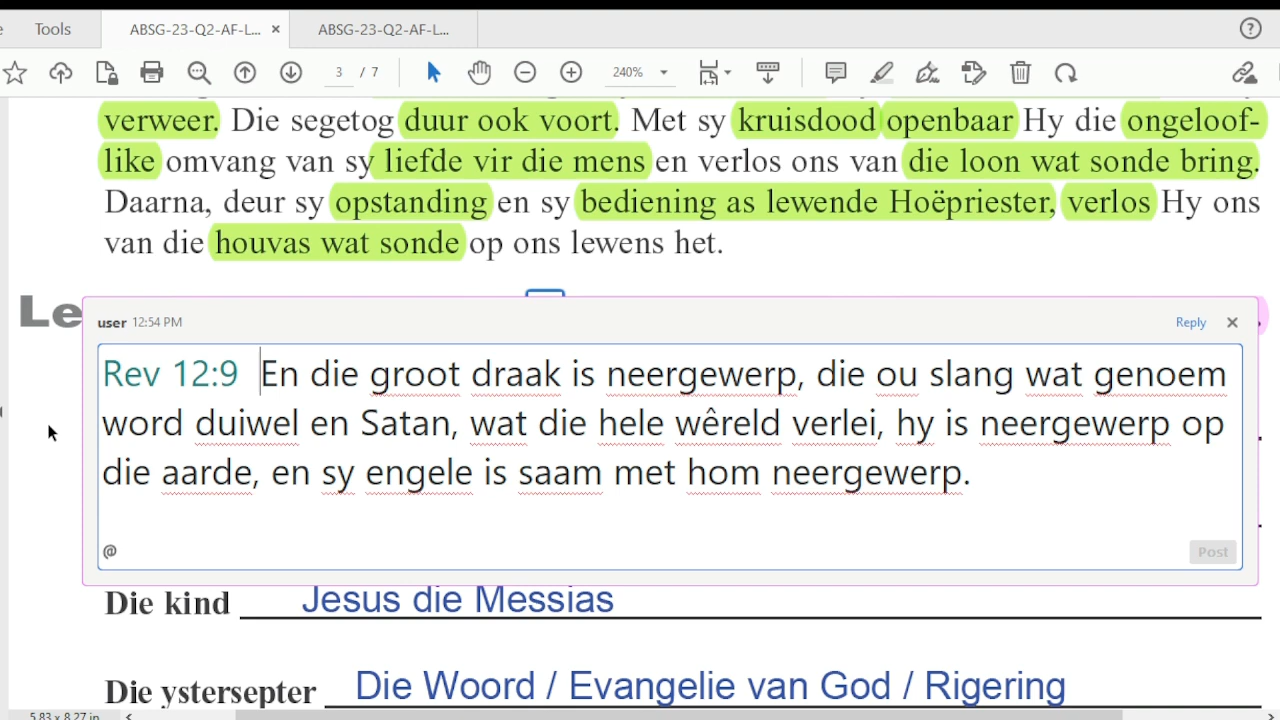 Tools
ABSG-23-Q2-AF-L... ×
ABSG-23-Q2-AF-L...
3 / 7
240%
verweer. Die segetog duur ook voort. Met sy kruisdood openbaar Hy die ongeloof-
like omvang van sy liefde vir die mens en verlos ons van die loon wat sonde bring.
Daarna, deur sy opstanding en sy bediening as lewende Hoëpriester, verlos Hy ons
van die houvas wat sonde op ons lewens het.
Le
user 12:54 PM
Reply
Rev 12:9 En die groot draak is neergewerp, die ou slang wat genoem
word duiwel en Satan, wat die hele wêreld verlei, hy is neergewerp op
die aarde, en sy engele is saam met hom neergewerp.
@
Post
Die kind Jesus die Messias
Die ystersepter Die Woord / Evangelie van God / Rigering
5,83 x 8,27 in